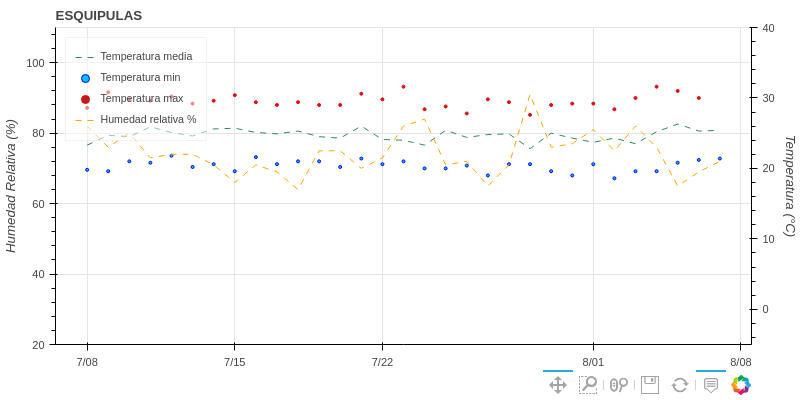 ESQUIPULAS
Temperatura media
Temperatura min
Temperatura max
Humedad relativa %
Humedad Relativa (%)
100
80
60
40
20
Temperatura (°C)
40
30
20
10
0
7/08
7/15
7/22
8/01
8/08